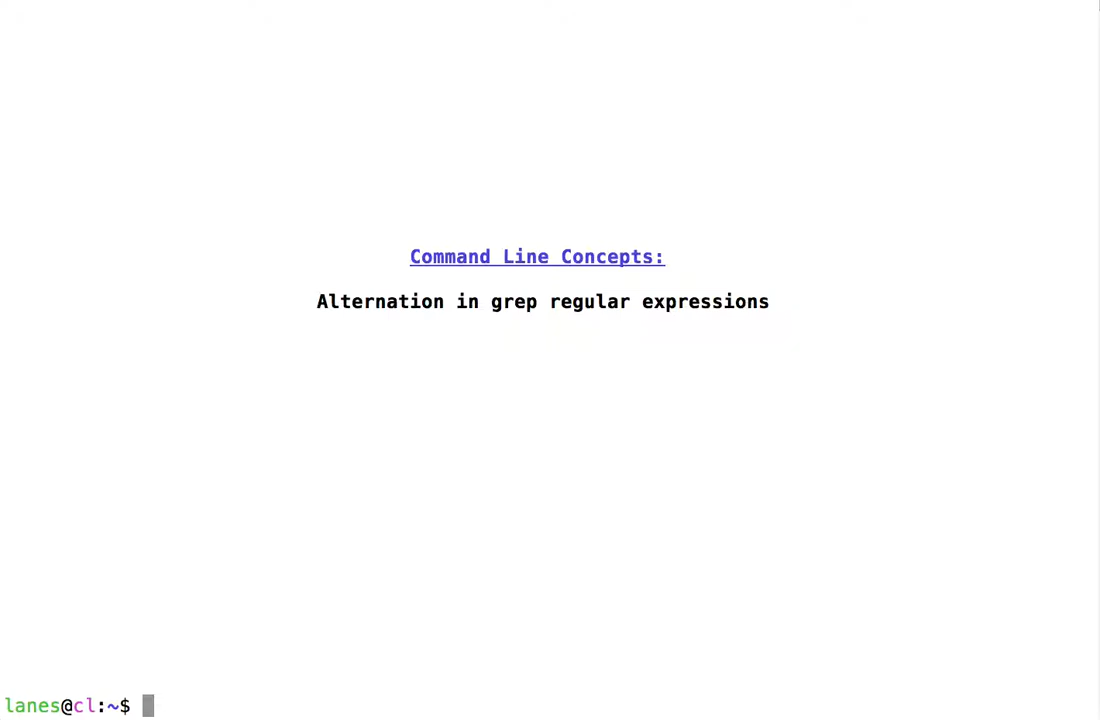 Command Line Concepts:
Alternation in grep regular expressions
lanes@cl:~$